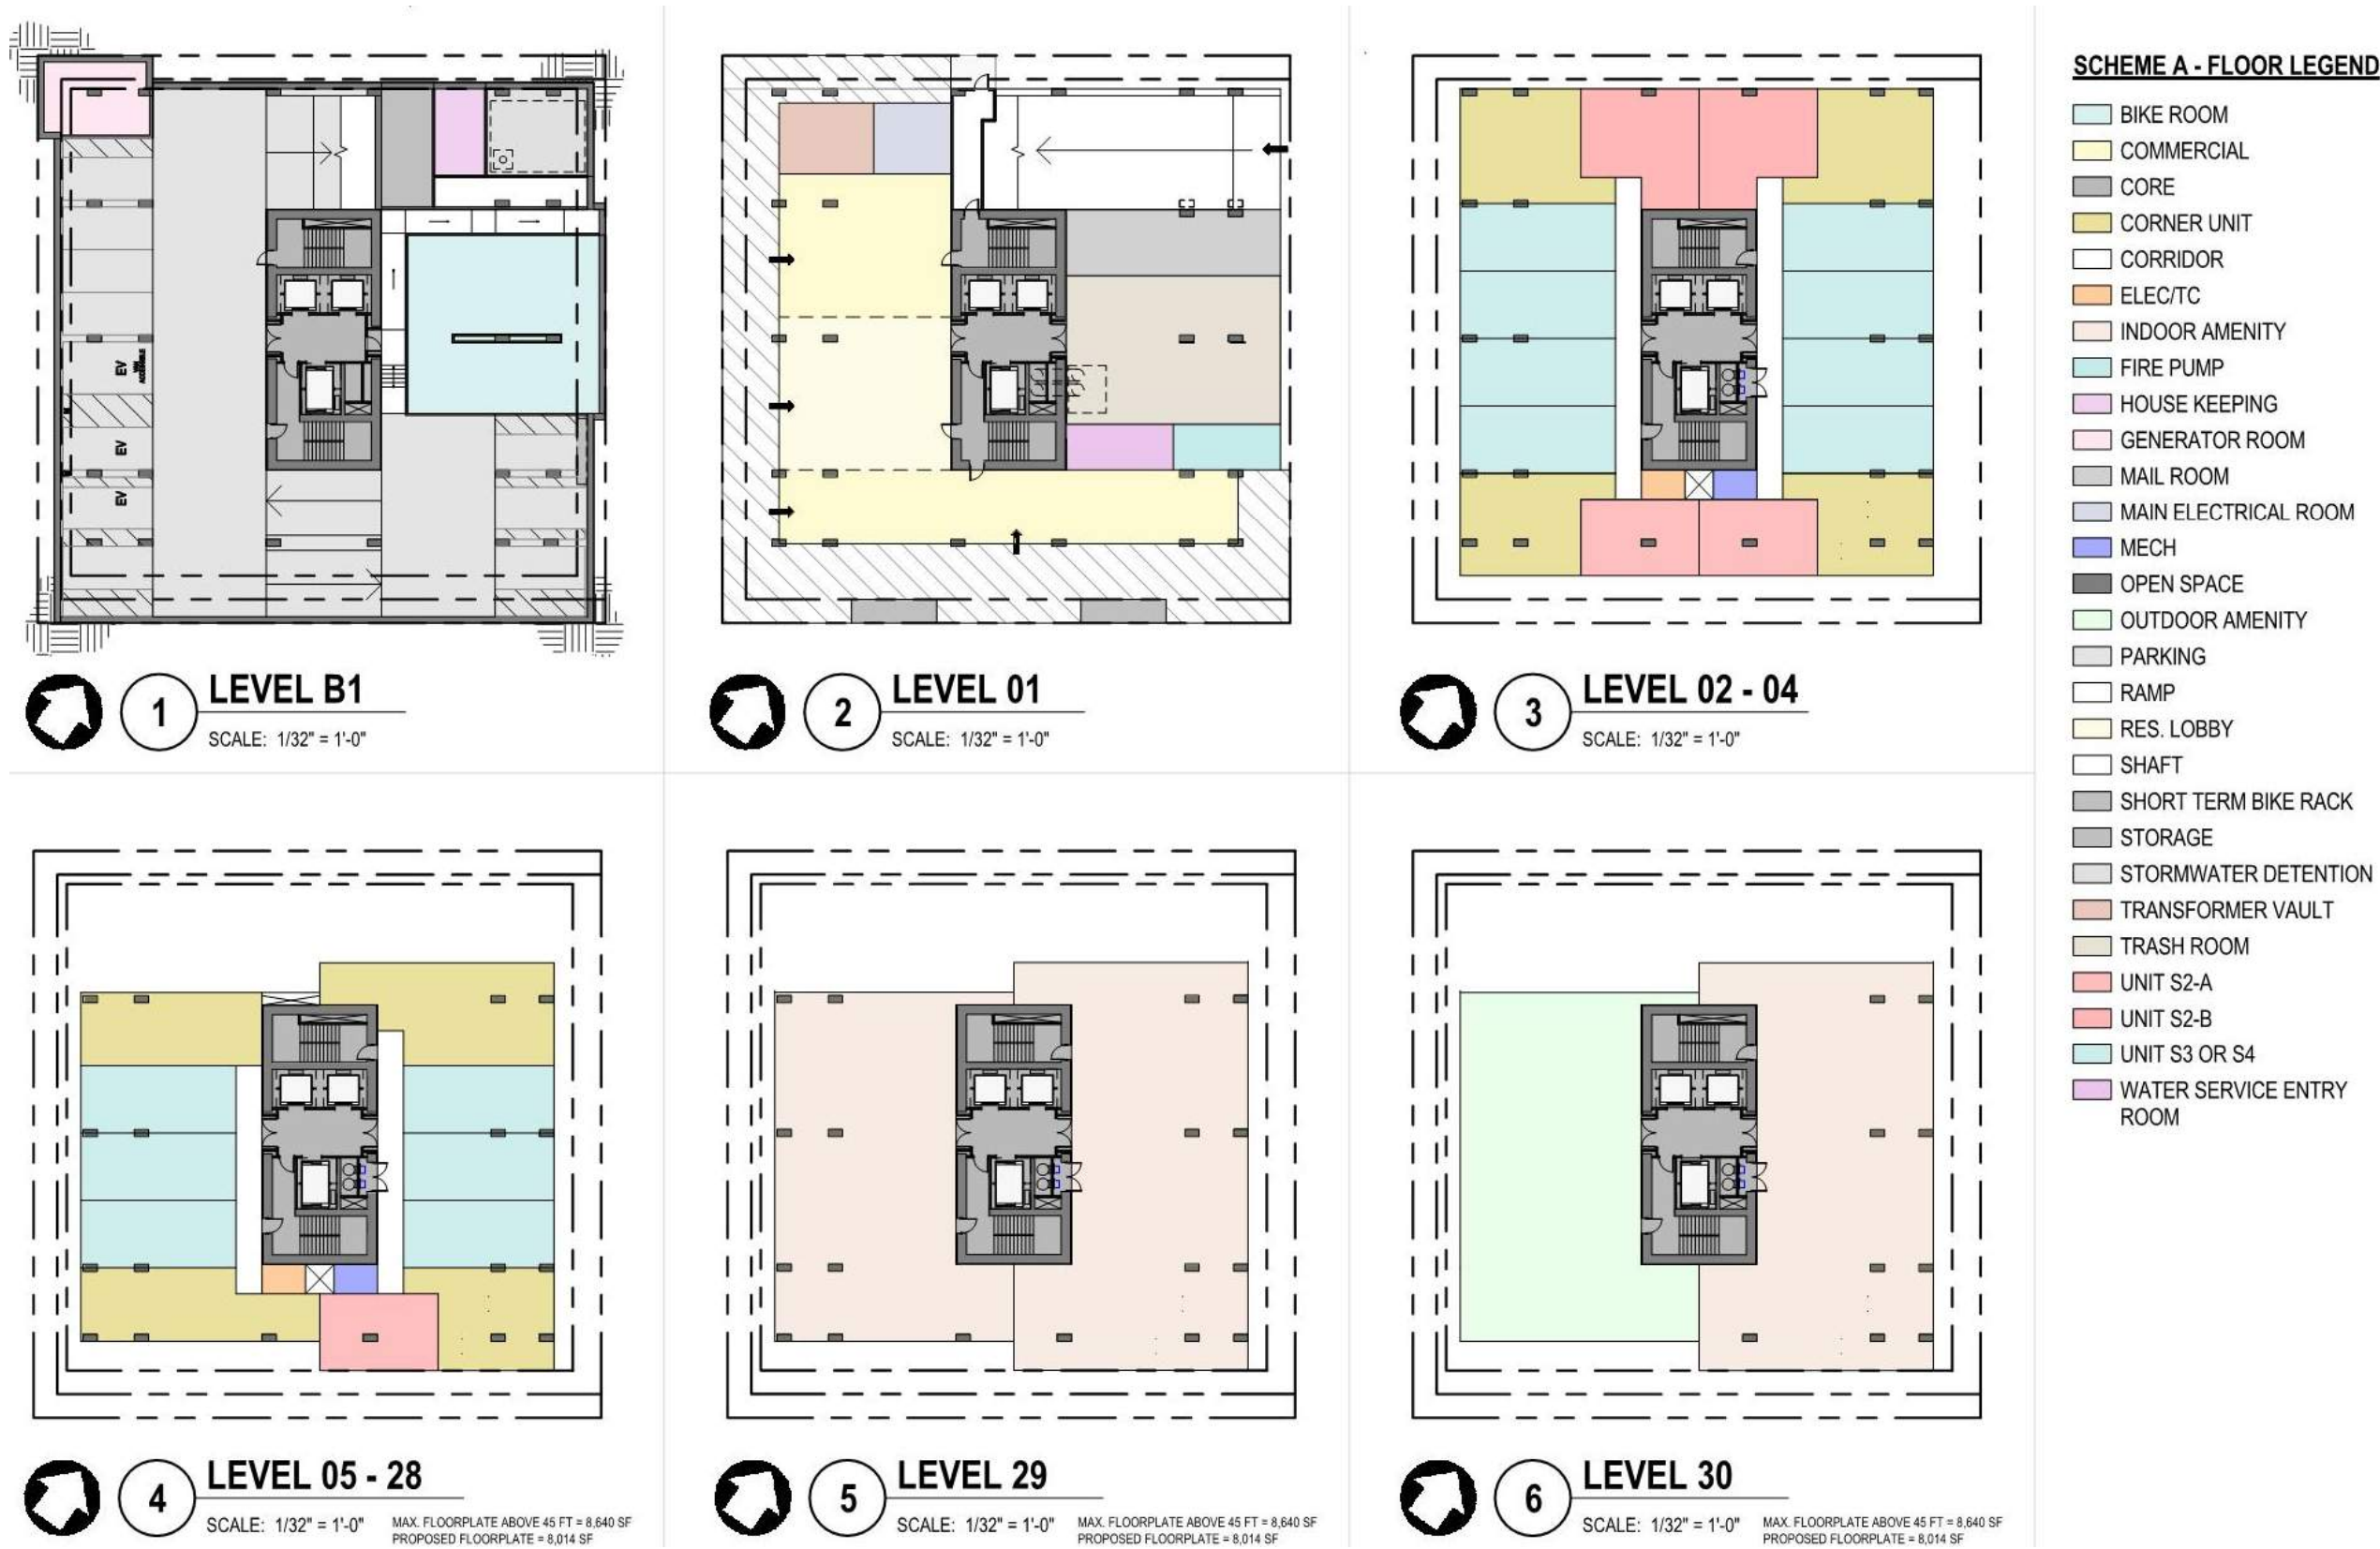 SCHEME A - FLOOR LEGEND
BIKE ROOM
COMMERCIAL
CORE
CORNER UNIT
CORRIDOR
ELEC/TC
INDOOR AMENITY
FIRE PUMP
HOUSE KEEPING
GENERATOR ROOM
MAIL ROOM
MAIN ELECTRICAL ROOM
MECH
OPEN SPACE
OUTDOOR AMENITY
PARKING
RAMP
RES. LOBBY
SHAFT
SHORT TERM BIKE RACK
STORAGE
STORMWATER DETENTION
TRANSFORMER VAULT
TRASH ROOM
UNIT S2-A
UNIT S2-B
UNIT S3 OR S4
WATER SERVICE ENTRY
ROOM
EV
VAN
ACCESSIBLE
EV
EV
1
LEVEL B1
SCALE: 1/32" = 1'-0"
2
LEVEL 01
SCALE: 1/32" = 1'-0"
3
LEVEL 02 - 04
SCALE: 1/32" = 1'-0"
4
LEVEL 05 - 28
SCALE: 1/32" = 1'-0"
MAX. FLOORPLATE ABOVE 45 FT = 8,640 SF
PROPOSED FLOORPLATE = 8,014 SF
5
LEVEL 29
SCALE: 1/32" = 1'-0"
MAX. FLOORPLATE ABOVE 45 FT = 8,640 SF
PROPOSED FLOORPLATE = 8,014 SF
6
LEVEL 30
SCALE: 1/32" = 1'-0"
MAX. FLOORPLATE ABOVE 45 FT = 8,640 SF
PROPOSED FLOORPLATE = 8,014 SF